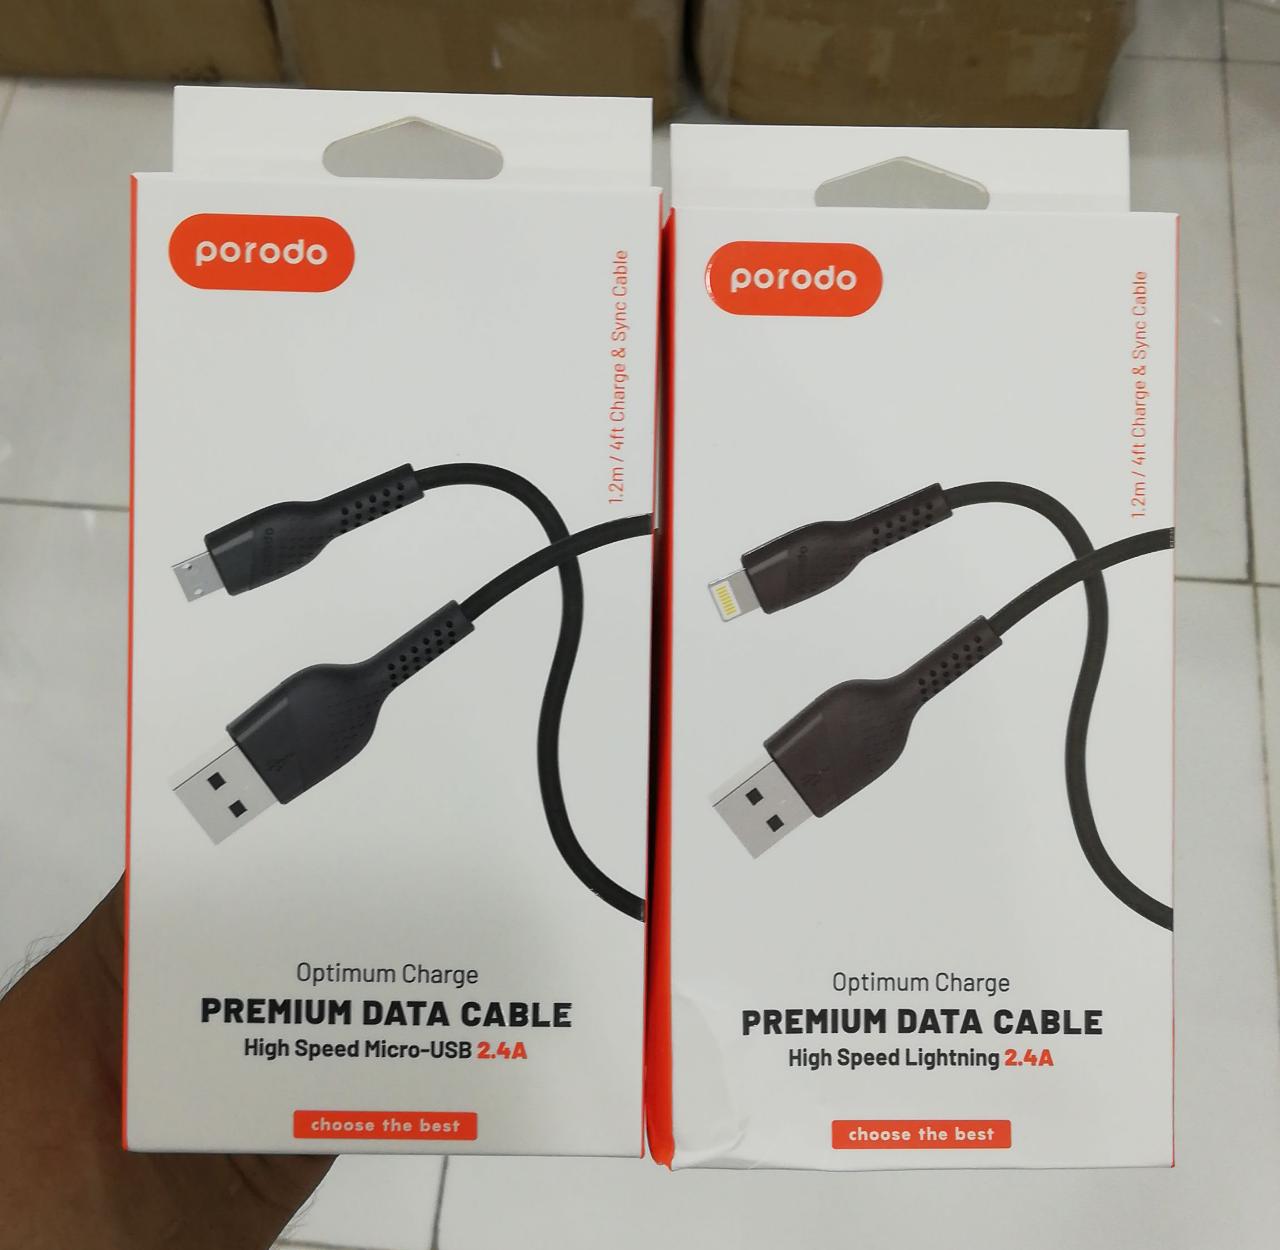 porodo
1.2m / 4ft Charge & Sync Cable
porodo
Optimum Charge
PREMIUM DATA CABLE
High Speed Micro-USB 2.4A
choose the best
porodo
1.2m / 4ft Charge & Sync Cable
porodo
Optimum Charge
PREMIUM DATA CABLE
High Speed Lightning 2.4A
choose the best